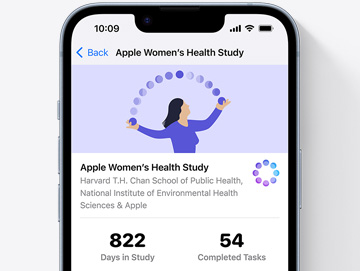 10:09
Back Apple Women's Health Study
Apple Women's Health Study
Harvard T.H. Chan School of Public Health,
National Institute of Environmental Health
Sciences & Apple
822 54
Days in Study Completed Tasks